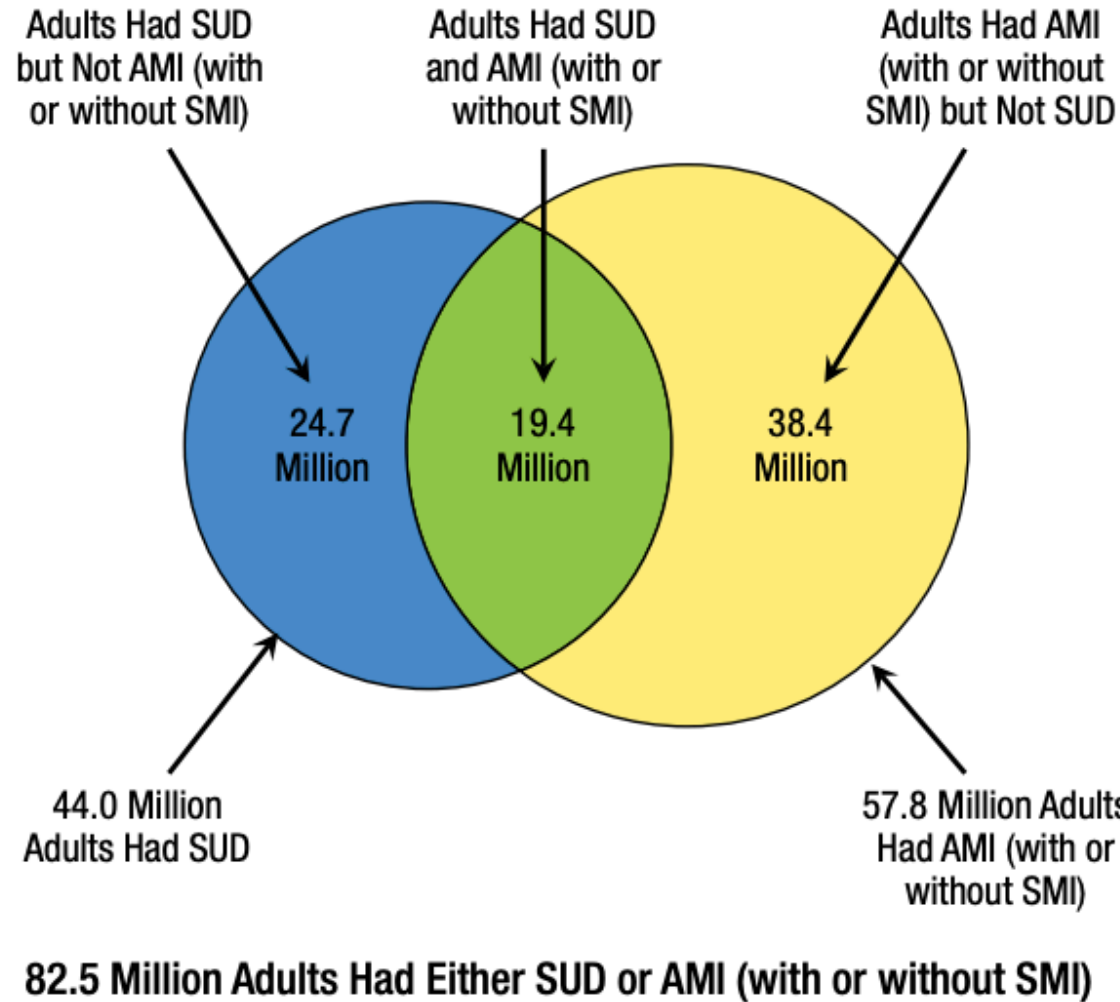 Adults Had SUD
but Not AMI (with
or without SMI)
Adults Had SUD
and AMI (with or
without SMI)
Adults Had AMI
(with or without
SMI) but Not SUD
24.7
Million
19.4
Million
38.4
Million
44.0 Million
Adults Had SUD
57.8 Million Adults
Had AMI (with or
without SMI)
82.5 Million Adults Had Either SUD or AMI (with or without SMI)